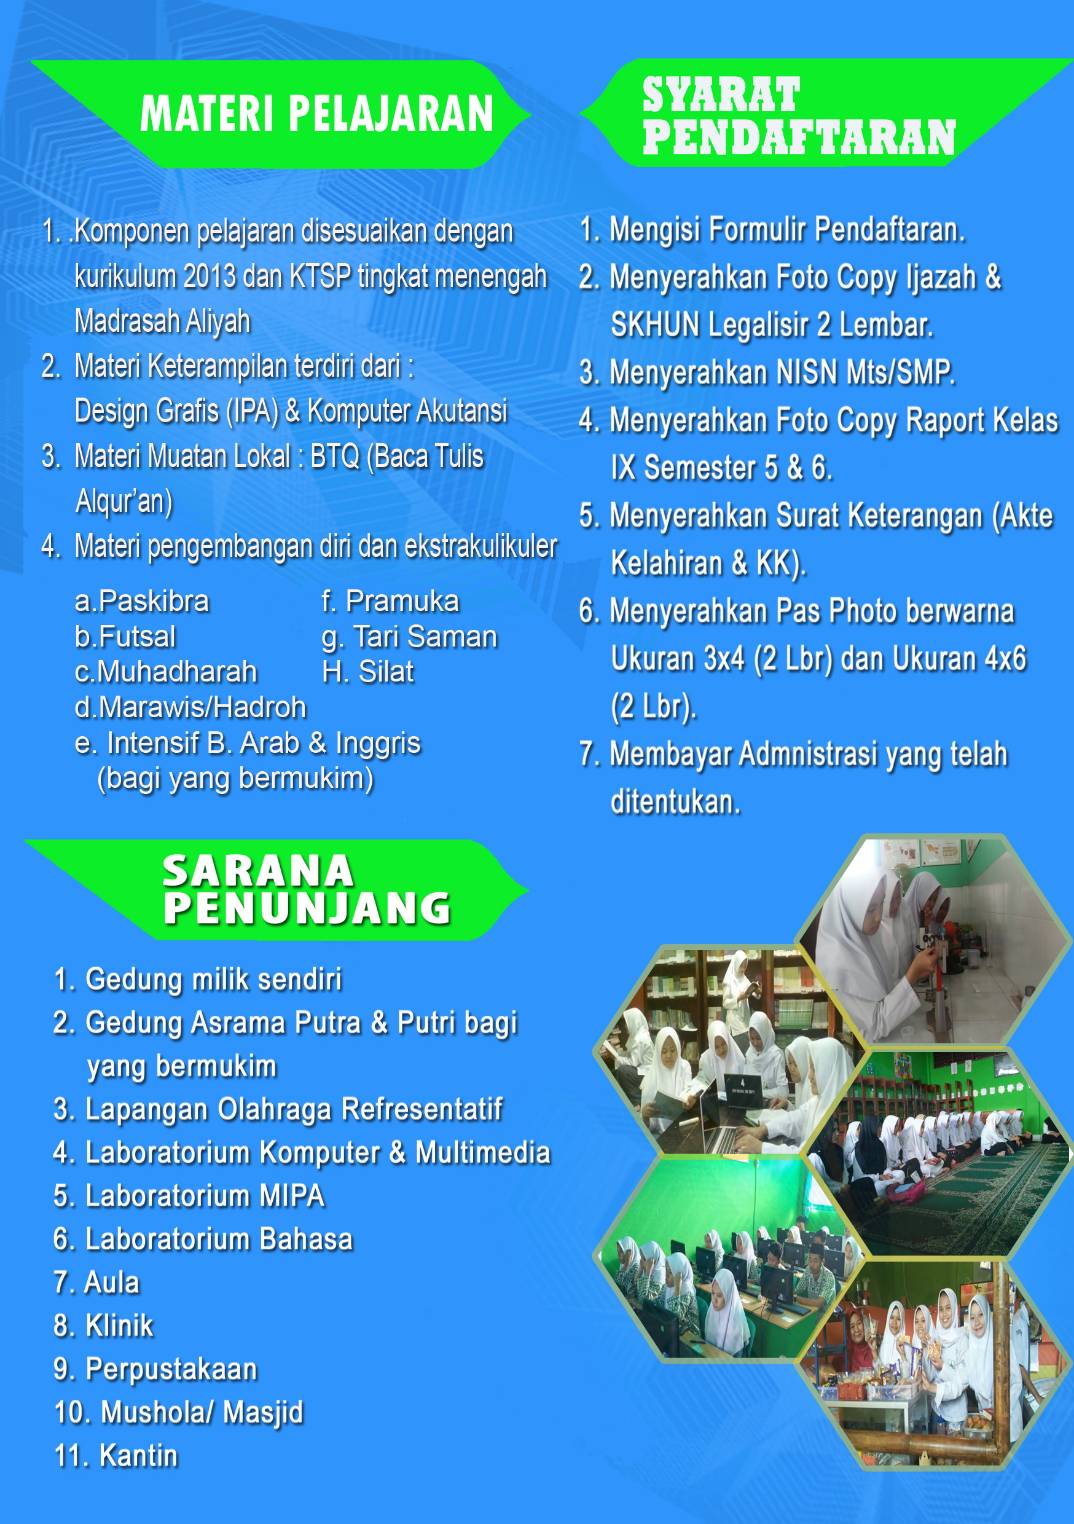 MATERI PELAJARAN
1. .Komponen pelajaran disesuaikan dengan
kurikulum 2013 dan KTSP tingkat menengah
Madrasah Aliyah
2. Materi Keterampilan terdiri dari :
Design Grafis (IPA) & Komputer Akutansi
3. Materi Muatan Lokal : BTQ (Baca Tulis
Alqur’an)
4. Materi pengembangan diri dan ekstrakulikuler
a.Paskibra
b.Futsal
c.Muhadharah
d.Marawis/Hadroh
e. Intensif B. Arab & Inggris
(bagi yang bermukim)
f. Pramuka
g. Tari Saman
H. Silat
SYARAT
PENDAFTARAN
1. Mengisi Formulir Pendaftaran.
2. Menyerahkan Foto Copy Ijazah &
SKHUN Legalisir 2 Lembar.
3. Menyerahkan NISN Mts/SMP.
4. Menyerahkan Foto Copy Raport Kelas
IX Semester 5 & 6.
5. Menyerahkan Surat Keterangan (Akte
Kelahiran & KK).
6. Menyerahkan Pas Photo berwarna
Ukuran 3x4 (2 Lbr) dan Ukuran 4x6
(2 Lbr).
7. Membayar Admnistrasi yang telah
ditentukan.
SARANA
PENUNJANG
1. Gedung milik sendiri
2. Gedung Asrama Putra & Putri bagi
yang bermukim
3. Lapangan Olahraga Refresentatif
4. Laboratorium Komputer & Multimedia
5. Laboratorium MIPA
6. Laboratorium Bahasa
7. Aula
8. Klinik
9. Perpustakaan
10. Mushola/ Masjid
11. Kantin